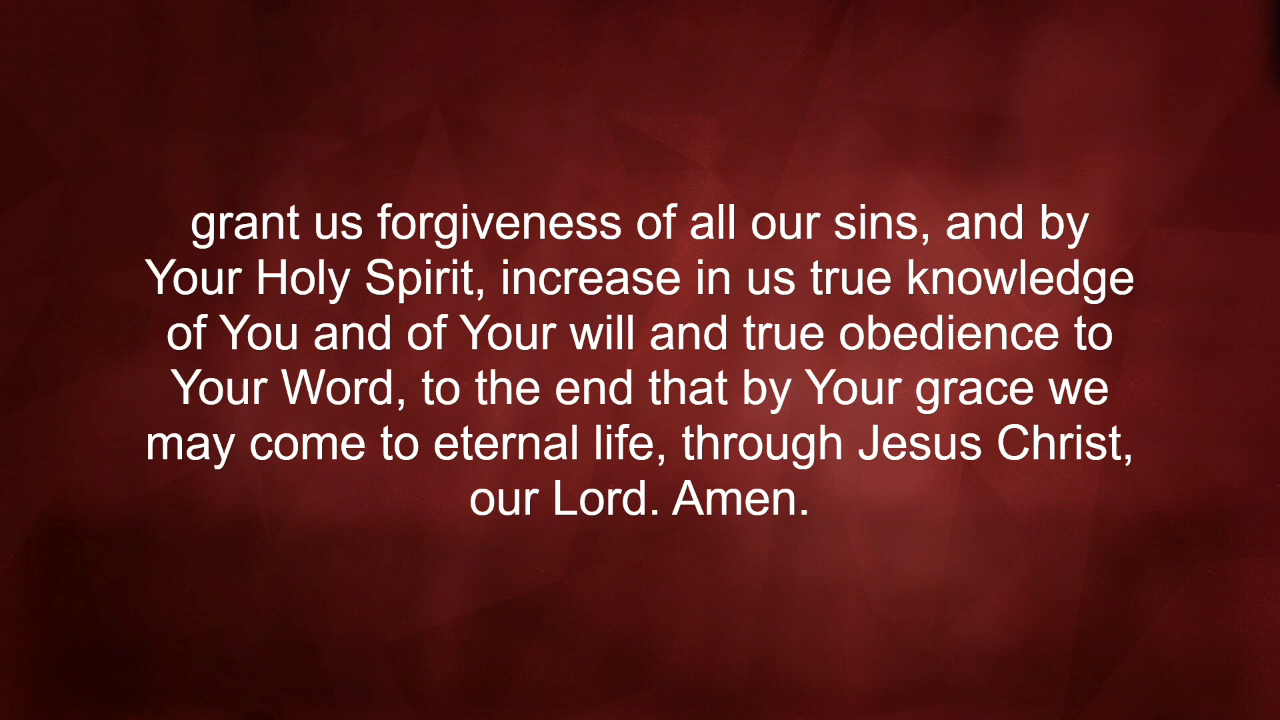 grant us forgiveness of all our sins, and by
Your Holy Spirit, increase in us true knowledge
of You and of Your will and true obedience to
Your Word, to the end that by Your grace we
may come to eternal life, through Jesus Christ,
our Lord. Amen.